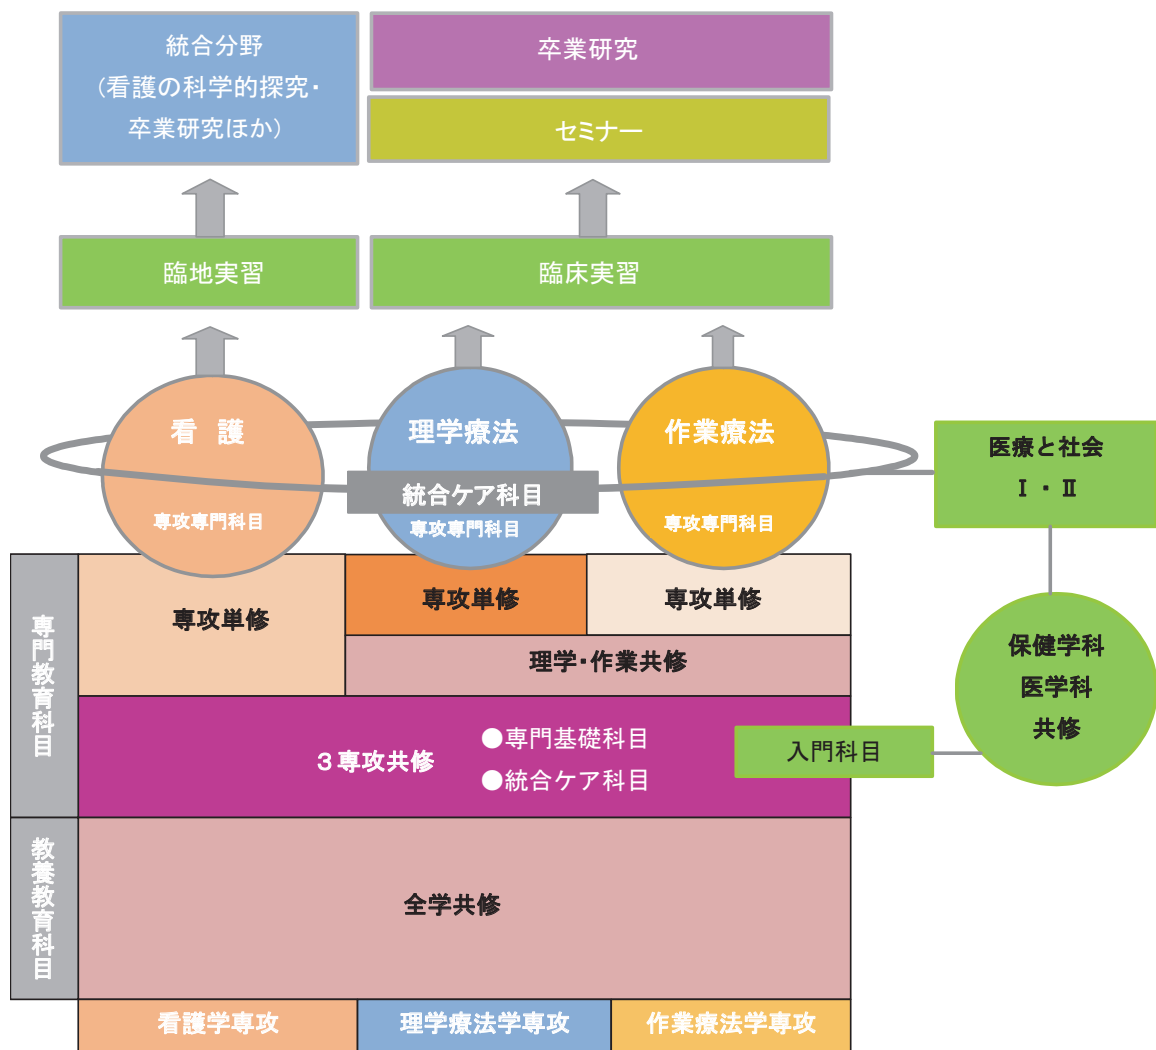 統合分野
（看護の科学的探究・
卒業研究ほか）
卒業研究
セミナー
臨地実習
臨床実習
看 護
専攻専門科目
理学療法
専攻専門科目
作業療法
専攻専門科目
統合ケア科目
医療と社会
Ⅰ・Ⅱ
保健学科
医学科
共修
入門科目
専門教育科目
専攻単修
専攻単修
専攻単修
理学・作業共修
３専攻共修
●専門基礎科目
●統合ケア科目
教養教育科目
全学共修
看護学専攻
理学療法学専攻
作業療法学専攻